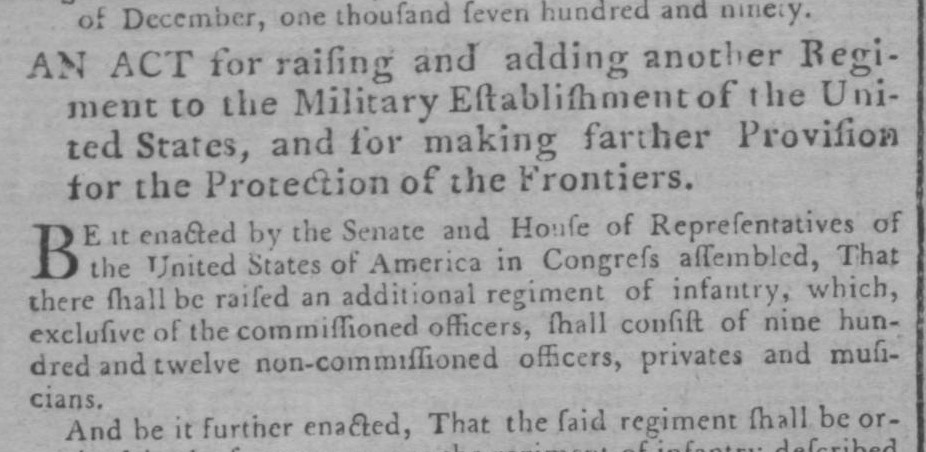 of December, one thouſand ſeven hundred and ninety.
AN ACT for raiſing and adding another Regi-
ment to the Military Eſtabliſhment of the Uni-
ted States, and for making farther Proviſion
for the Protection of the Frontiers.
BE it enacted by the Senate and Houſe of Repreſentatives of
the United States of America in Congreſs aſſembled, That
there ſhall be raiſed an additional regiment of infantry, which,
excluſive of the commiſſioned officers, ſhall conſiſt of nine hun-
dred and twelve non-commiſſioned officers, privates and muſi-
cians.
And be it further enacted, That the ſaid regiment ſhall be or-
regiment of infantry deſcribed